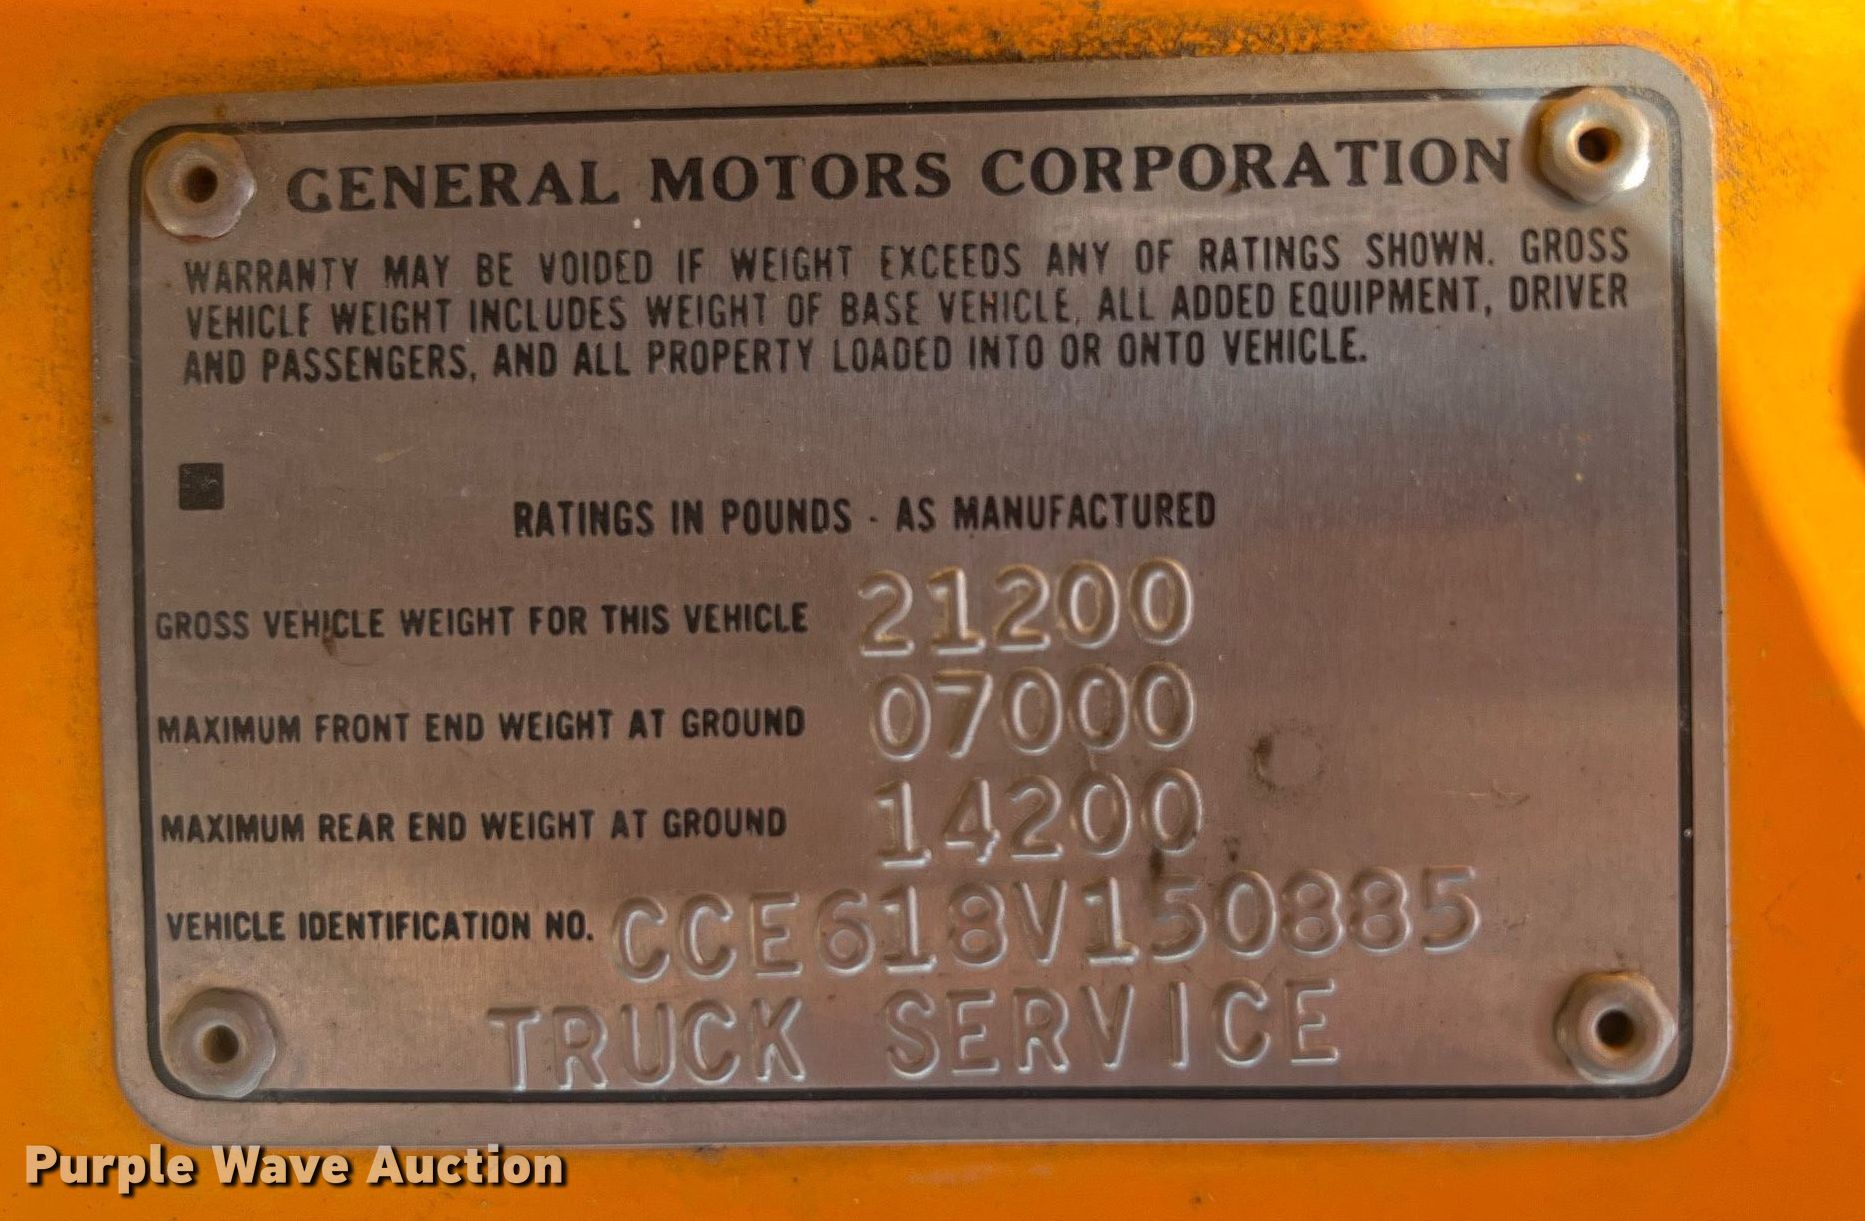 GENERAL MOTORS CORPORATION
WARRANTY MAY BE VOIDED IF WEIGHT EXCEEDS ANY OF RATINGS SHOWN. GROSS
VEHICLE WEIGHT INCLUDES WEIGHT OF BASE VEHICLE, ALL ADDED EQUIPMENT, DRIVER
AND PASSENGERS, AND ALL PROPERTY LOADED INTO OR ONTO VEHICLE.
RATINGS IN POUNDS - AS MANUFACTURED
GROSS VEHICLE WEIGHT FOR THIS VEHICLE 21200
MAXIMUM FRONT END WEIGHT AT GROUND 07000
MAXIMUM REAR END WEIGHT AT GROUND 14200
VEHICLE IDENTIFICATION NO. CCE618V150885
TRUCK SERVICE
Purple Wave Auction